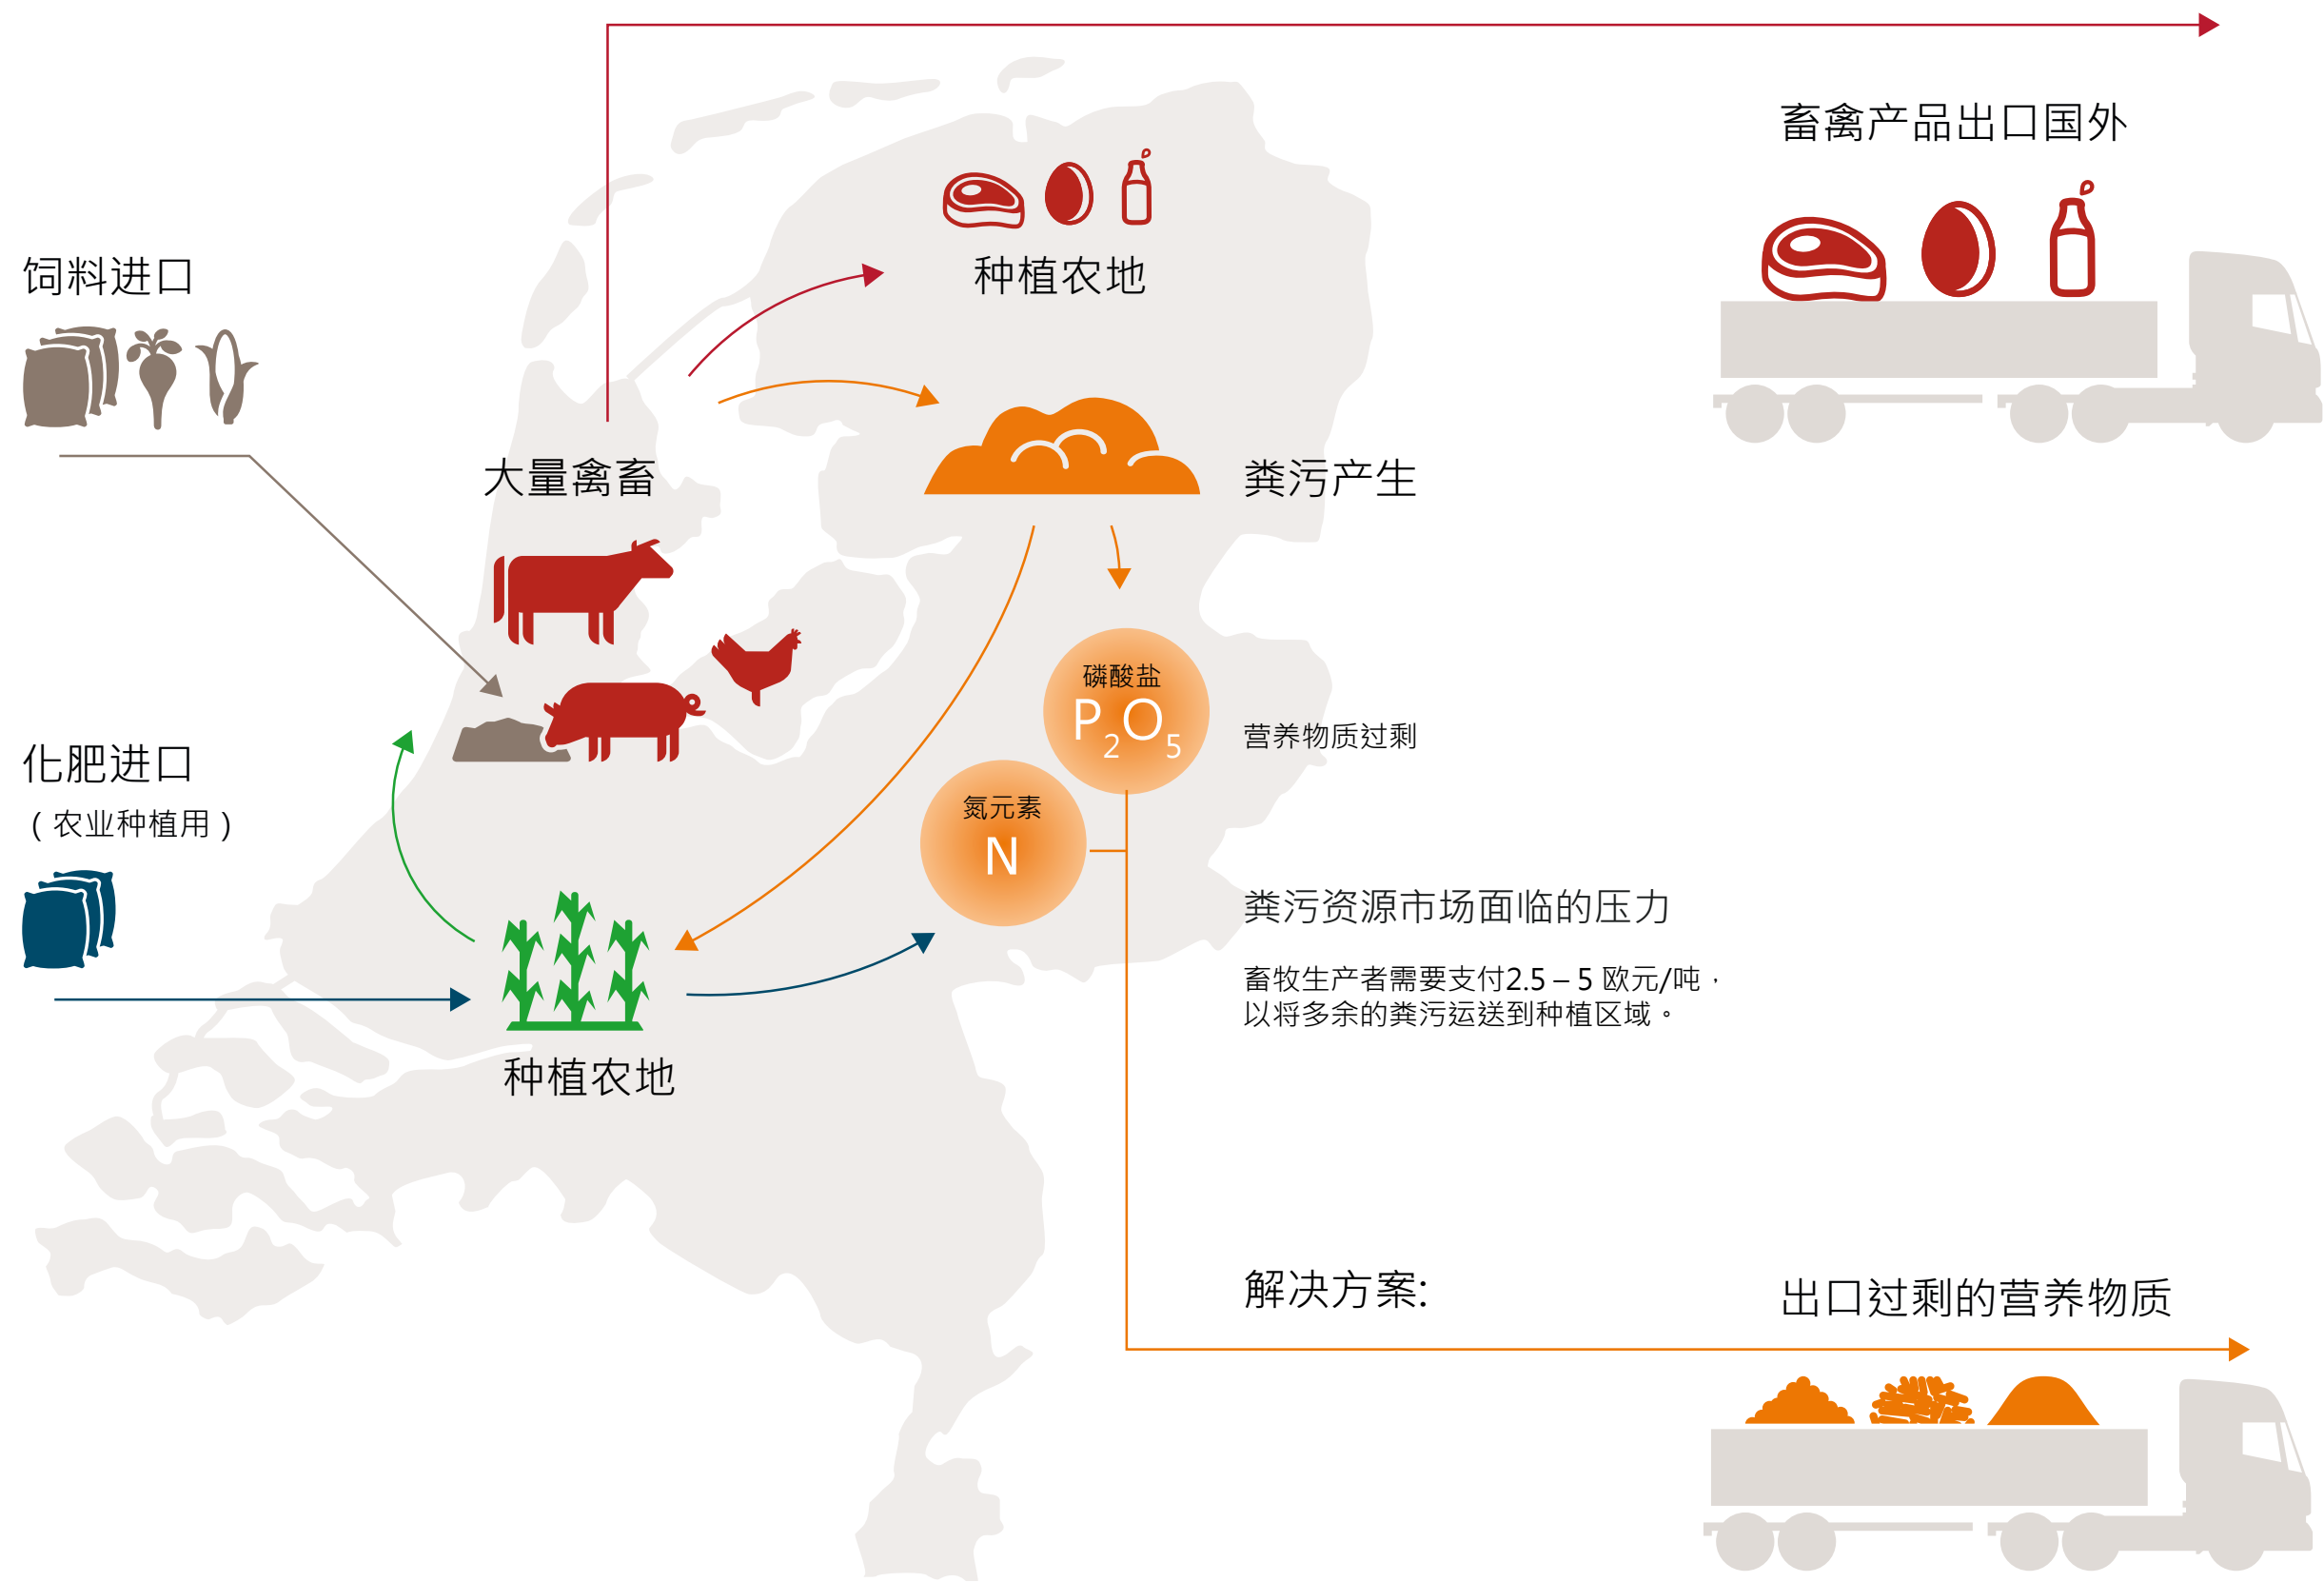 畜禽产品出口国外
饲料进口
种植农地
大量禽畜
粪污产生
磷酸盐
P2O5
营养物质过剩
化肥进口
（农业种植用）
氮元素
N
粪污资源市场面临的压力
畜牧生产者需要支付2.5 – 5 欧元/吨，
以将多余的粪污运送到种植区域。
种植农地
解决方案:
出口过剩的营养物质